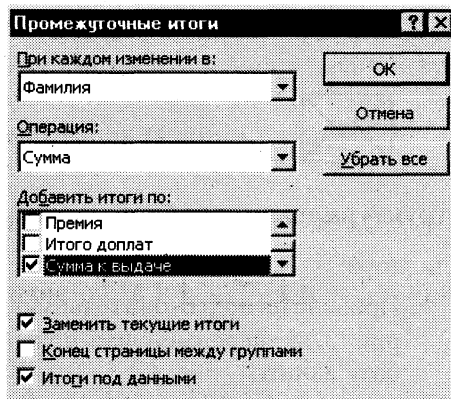 Промежуточные итоги
При каждом изменении в:
Фамилия
OK
Отмена
Операция:
Сумма
Убрать все
Добавить итоги по:
Премия
Итого доплат
Сумма к выдаче
Заменить текущие итоги
Конец страницы между группами
Итоги под данными